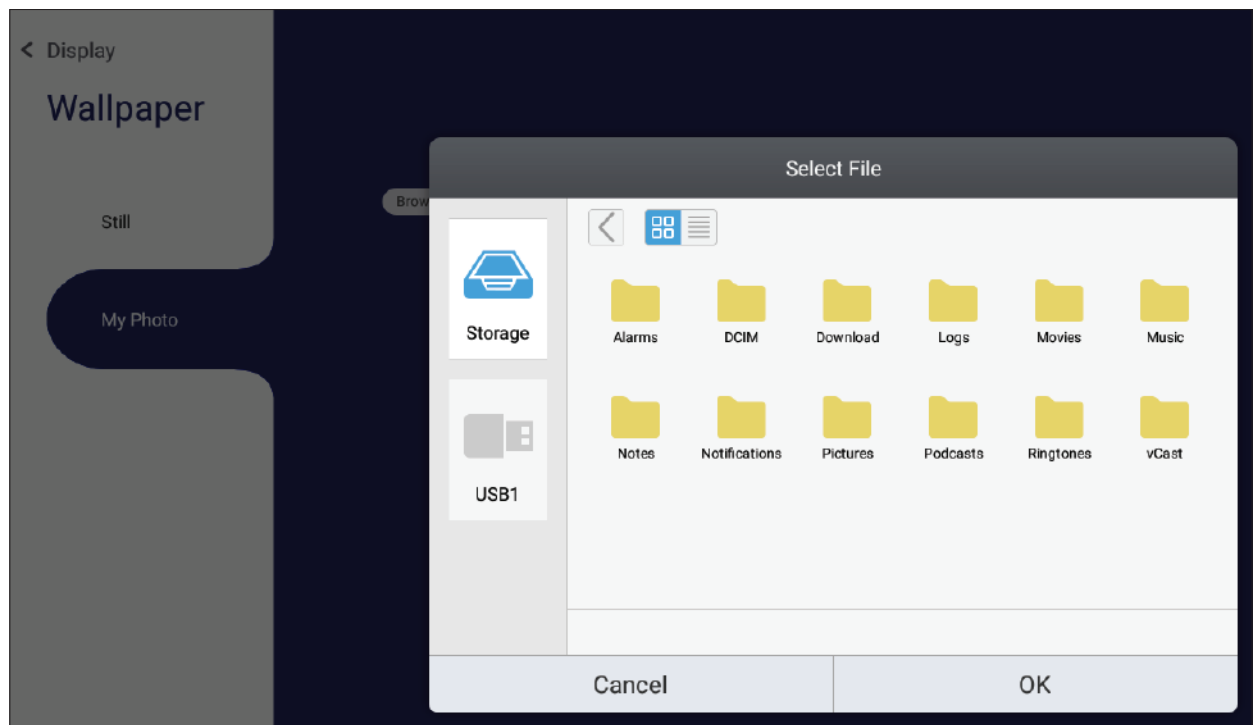 Display
Wallpaper
Still
My Photo
Brow
Select File
Storage
USB1
Alarms DCIM Download Logs Movies Music
Notes Notifications Pictures Podcasts Ringtones vCast
Cancel OK